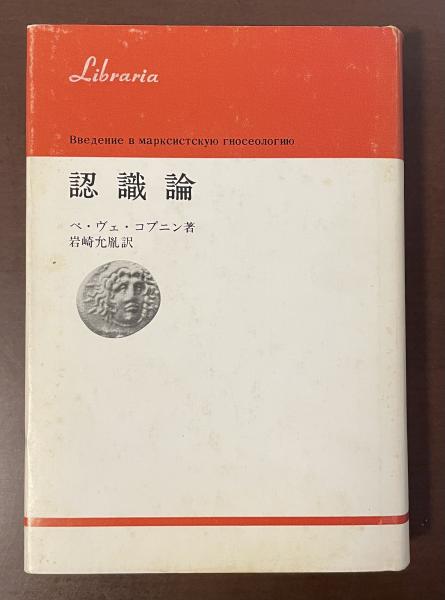 Libraria
Введение в марксистскую гносеологию
認識論
ペ・ヴェ・コプニン著
岩崎允胤訳